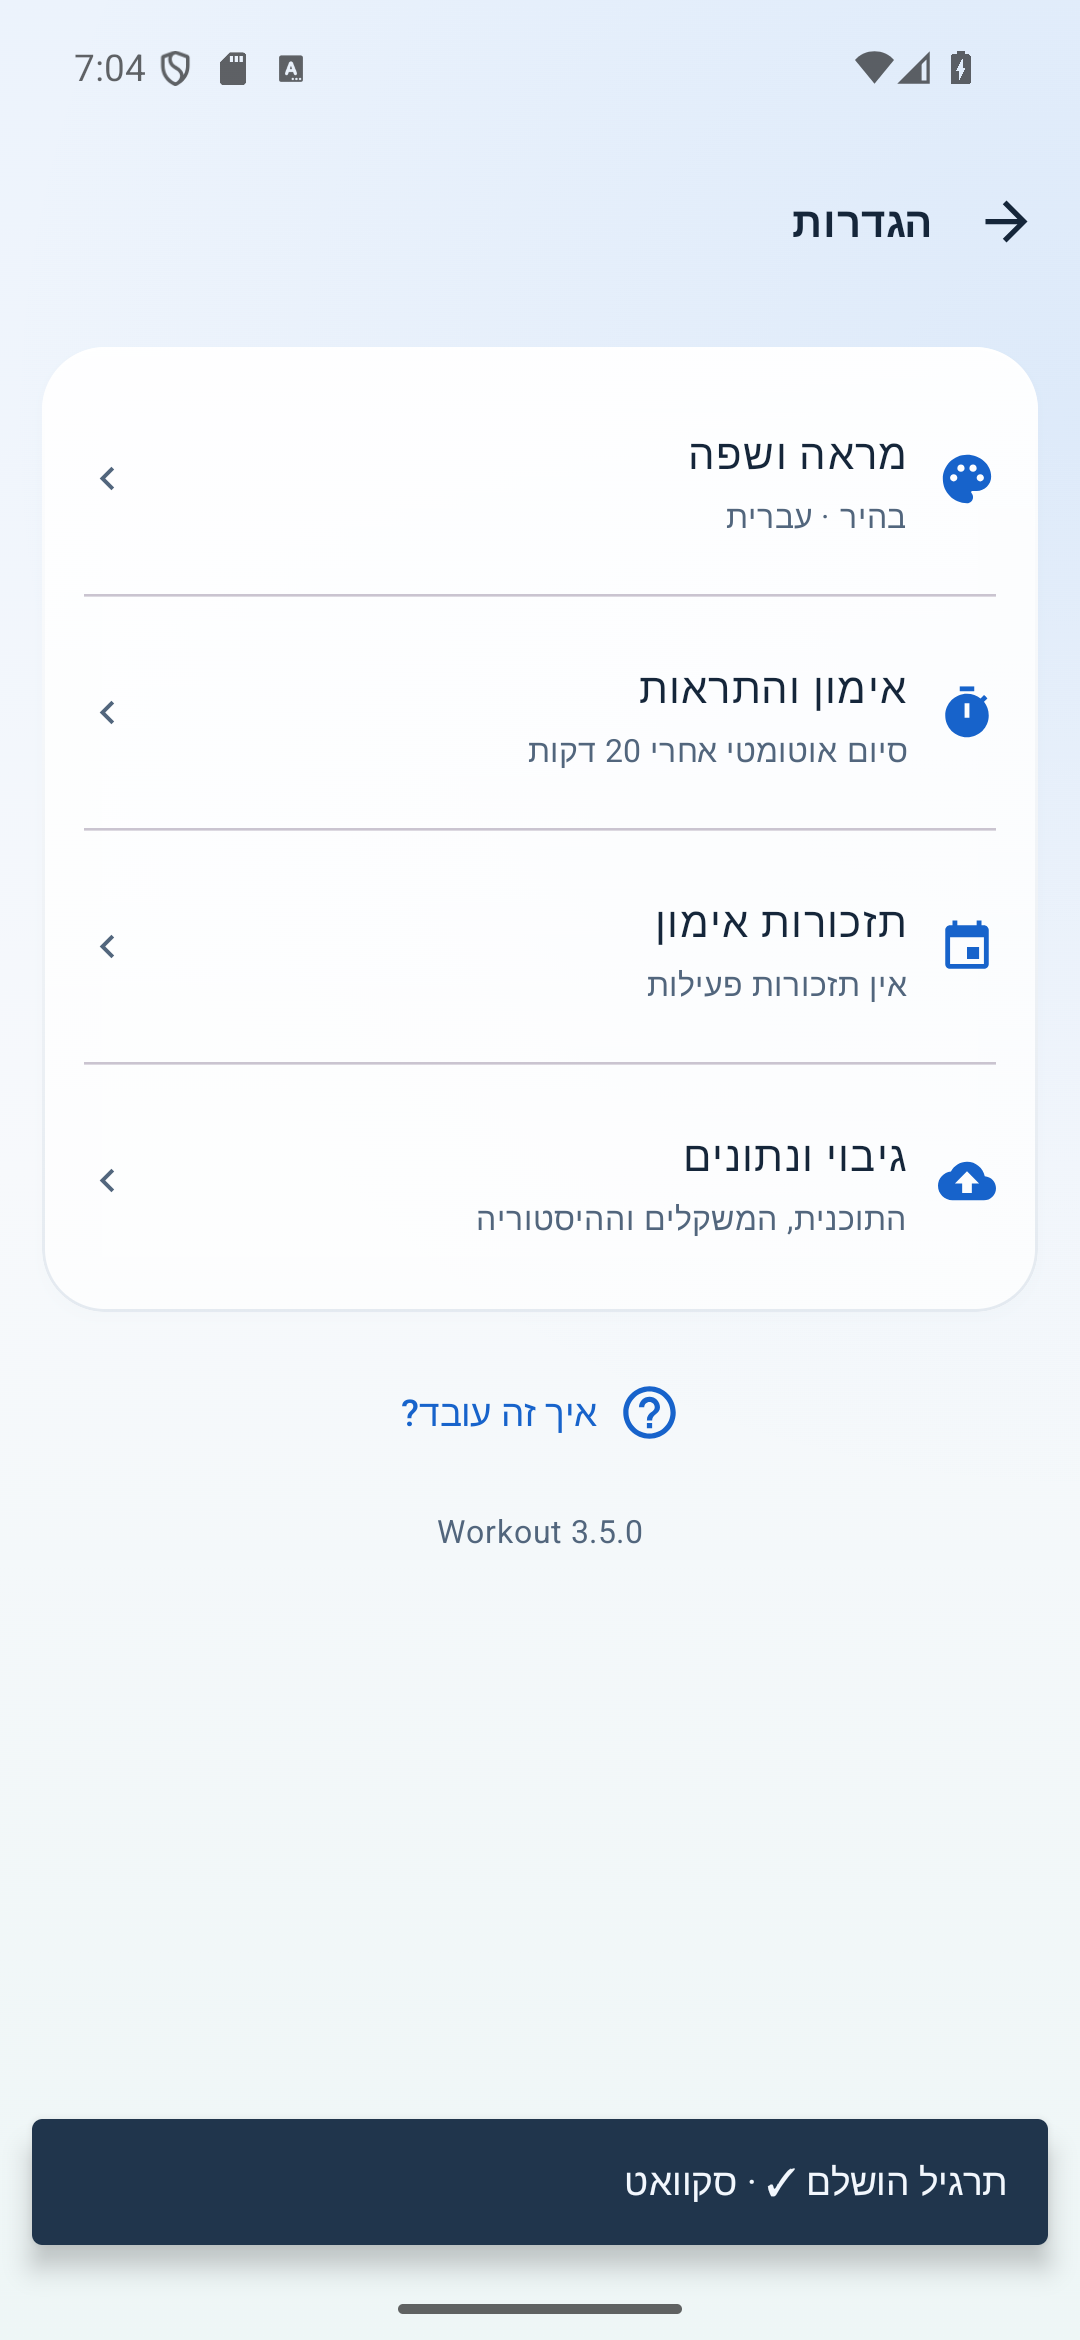 7:04
הגדרות
מראה ושפה
בהיר · עברית
אימון והתראות
סיום אוטומטי אחרי 20 דקות
תזכורות אימון
אין תזכורות פעילות
גיבוי ונתונים
התוכנית, המשקלים וההיסטוריה
איך זה עובד?
Workout 3.5.0
תרגיל הושלם ✓ · סקוואט